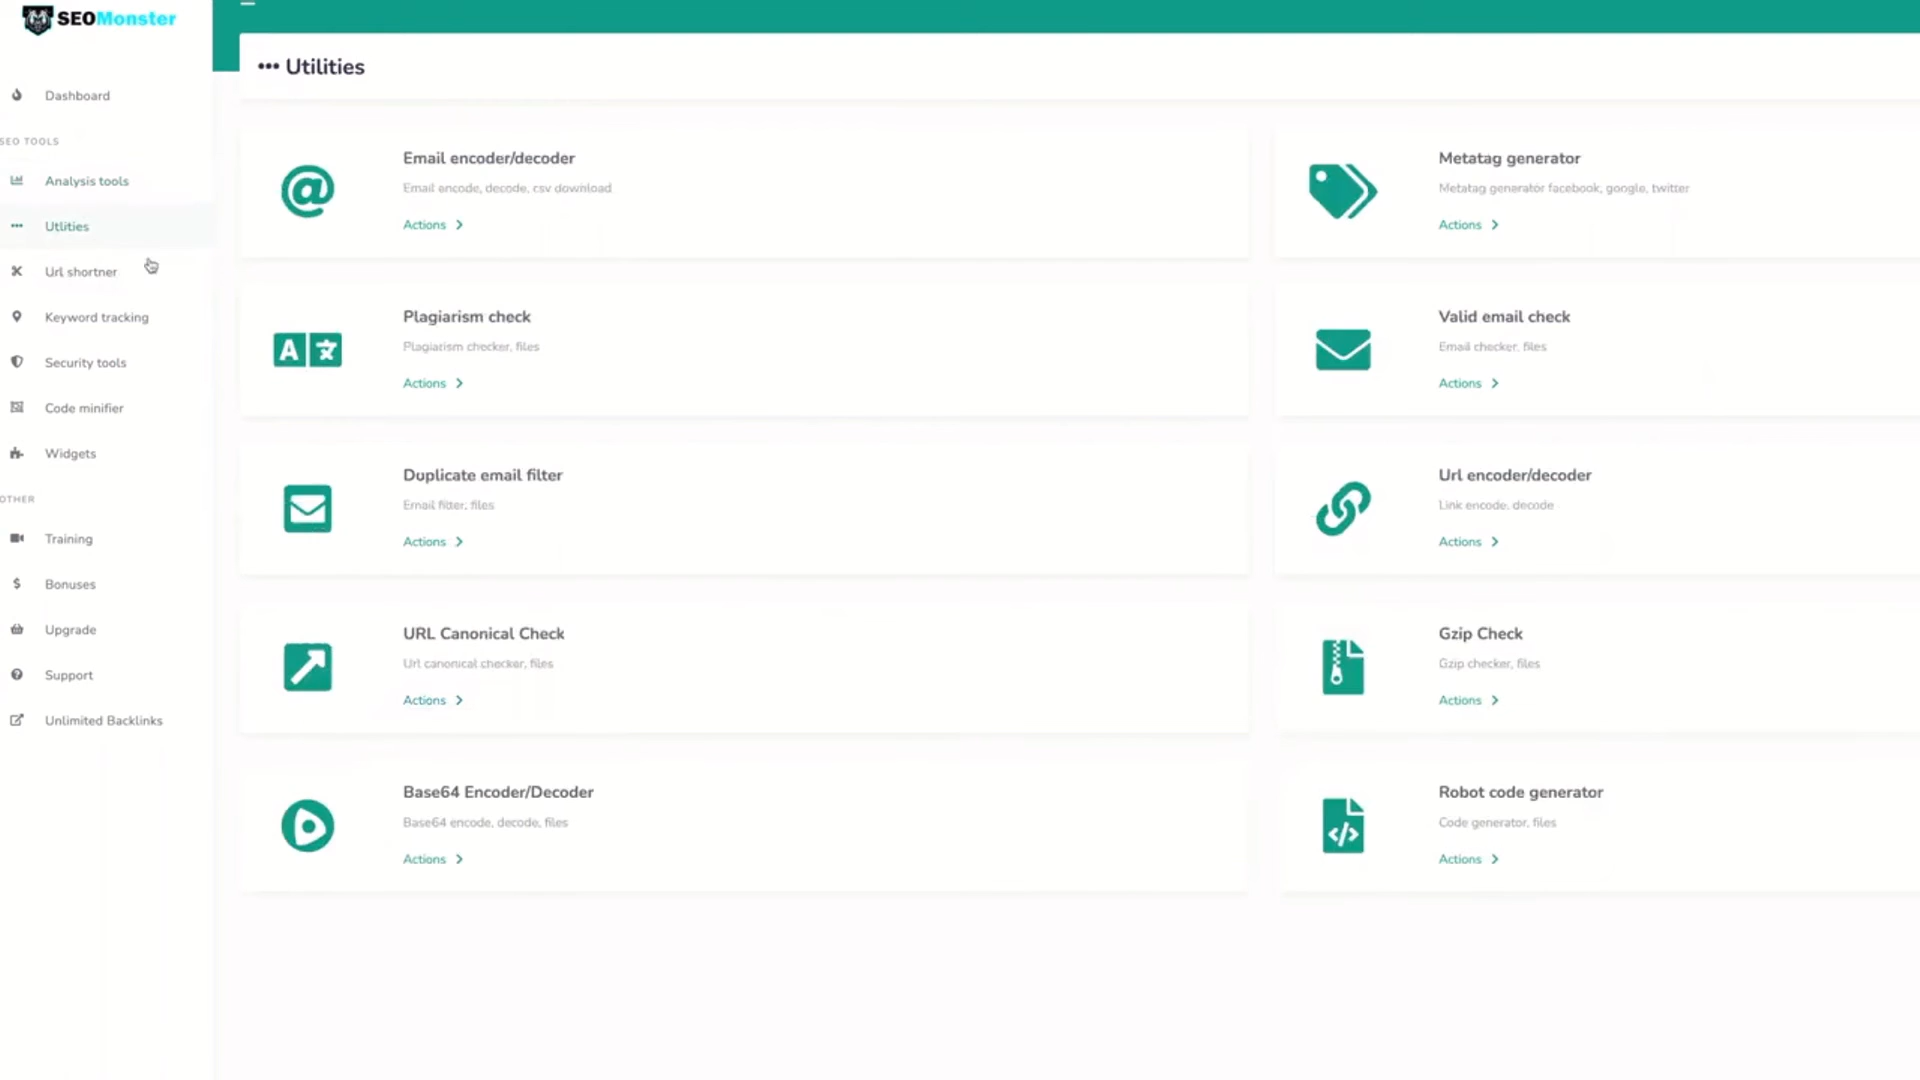 SEOMonster
Dashboard
SEO TOOLS
Analysis tools
Utlities
Url shortner
Keyword tracking
Security tools
Code minifier
Widgets
OTHER
Training
Bonuses
Upgrade
Support
Unlimited Backlinks
••• Utilities
Email encoder/decoder
Email encode, decode, csv download
Actions
Metatag generator
Metatag generator facebook, google, twitter
Actions
Plagiarism check
Plagiarism checker, files
Actions
Valid email check
Email checker, files
Actions
Duplicate email filter
Email filter, files
Actions
Url encoder/decoder
Link encode, decode
Actions
URL Canonical Check
Url canonical checker, files
Actions
Gzip Check
Gzip checker, files
Actions
Base64 Encoder/Decoder
Base64 encode, decode, files
Actions
Robot code generator
Code generator, files
Actions